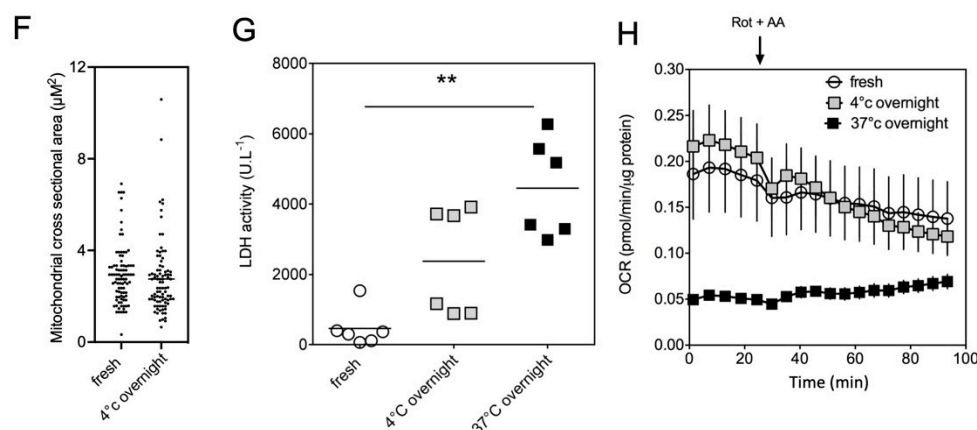 F
Mitochondrial cross sectional area (µM²)
12
8
4
0
fresh
4°c overnight
G
LDH activity (U.L⁻¹)
8000
6000
4000
2000
0
**
fresh
4°C overnight
37°C overnight
H
Rot + AA
OCR (pmol/min/ug protein)
0.30
0.25
0.20
0.15
0.10
0.05
0.00
fresh
4°c overnight
37°c overnight
0 20 40 60 80 100
Time (min)